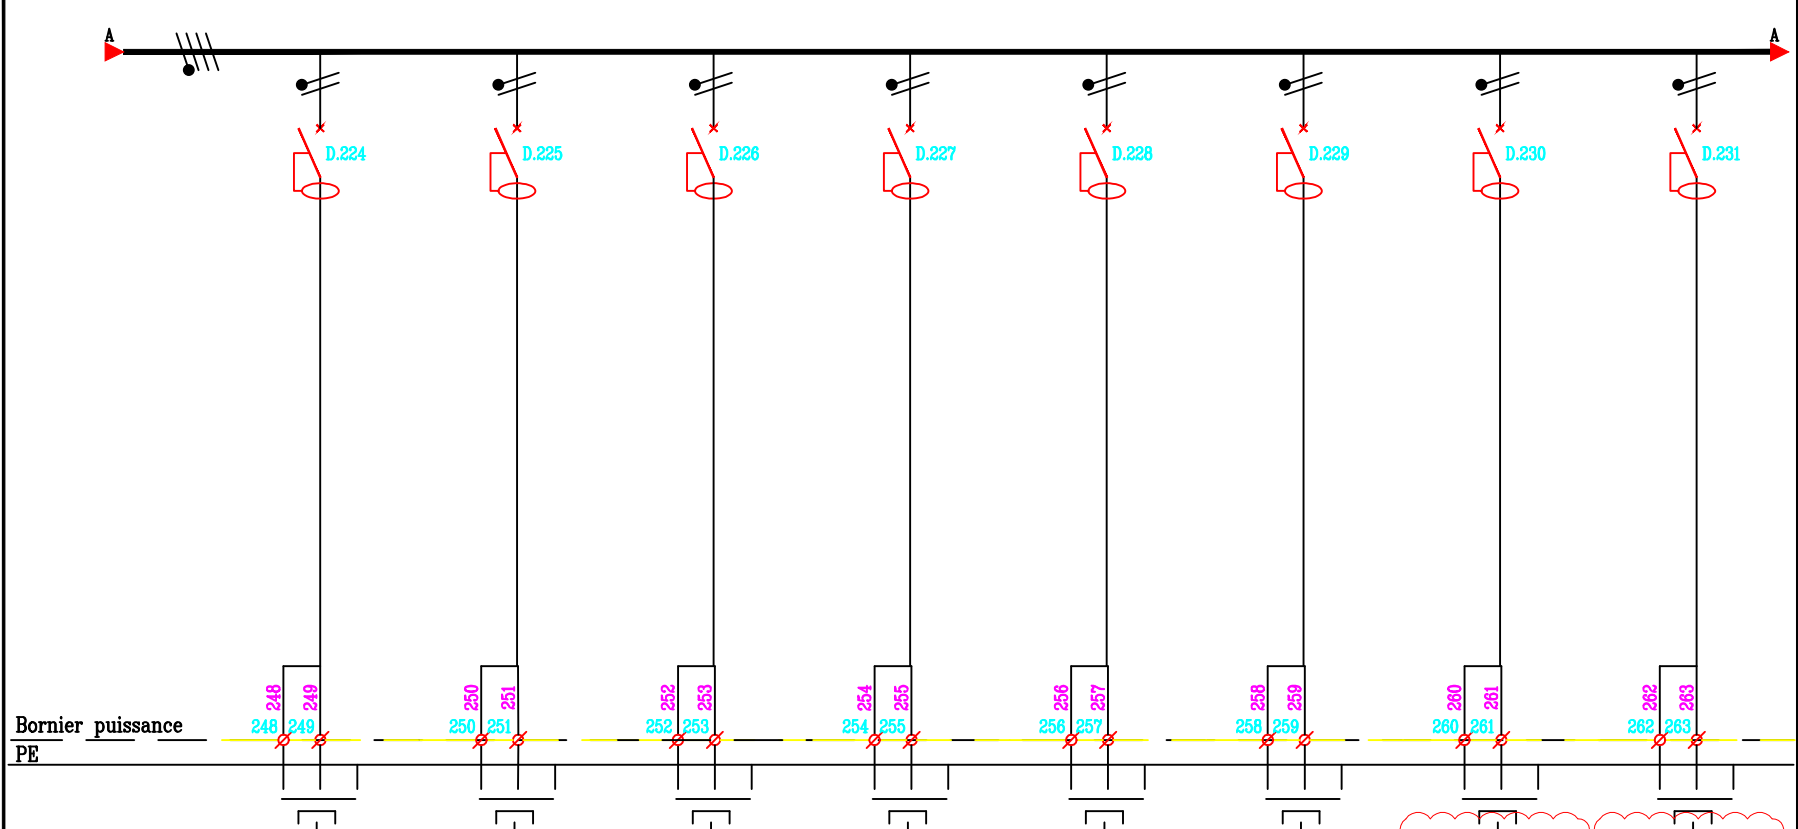 A A
D.224 D.225 D.226 D.227 D.228 D.229 D.230 D.231
248 249 250 251 252 253 254 255 256 257 258 259 260 261 262 263
Bornier puissance 248 249 250 251 252 253 254 255 256 257 258 259 260 261 262 263
PE